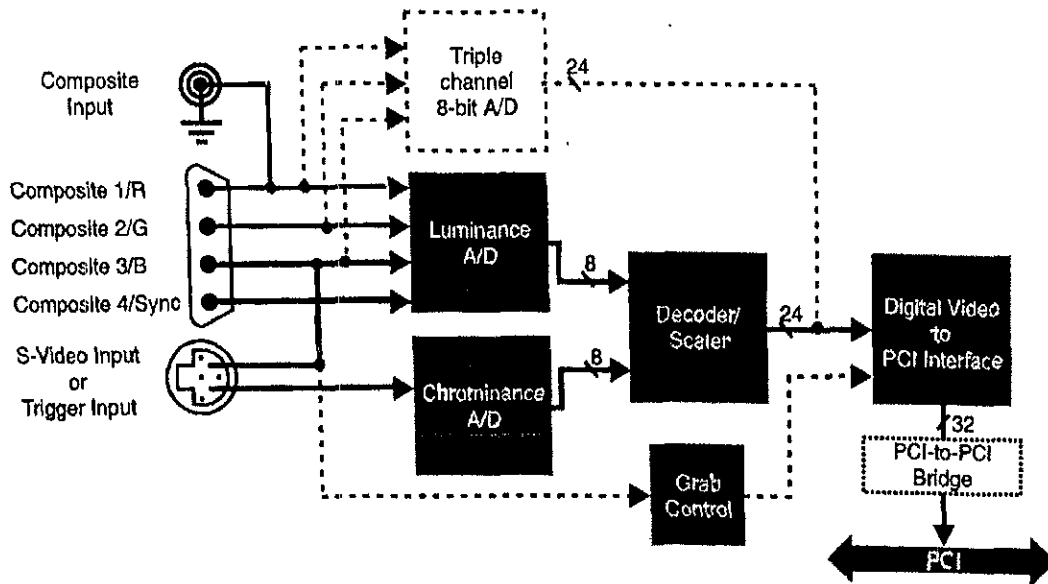 Composite
Input
Triple
channel
8-bit A/D
24
Composite 1/R
Composite 2/G
Composite 3/B
Composite 4/Sync
Luminance
A/D
8
S-Video Input
or
Trigger Input
Chrominance
A/D
8
Decoder/
Scaler
24
Digital Video
to
PCI Interface
32
Grab
Control
PCI-to-PCI
Bridge
PCI